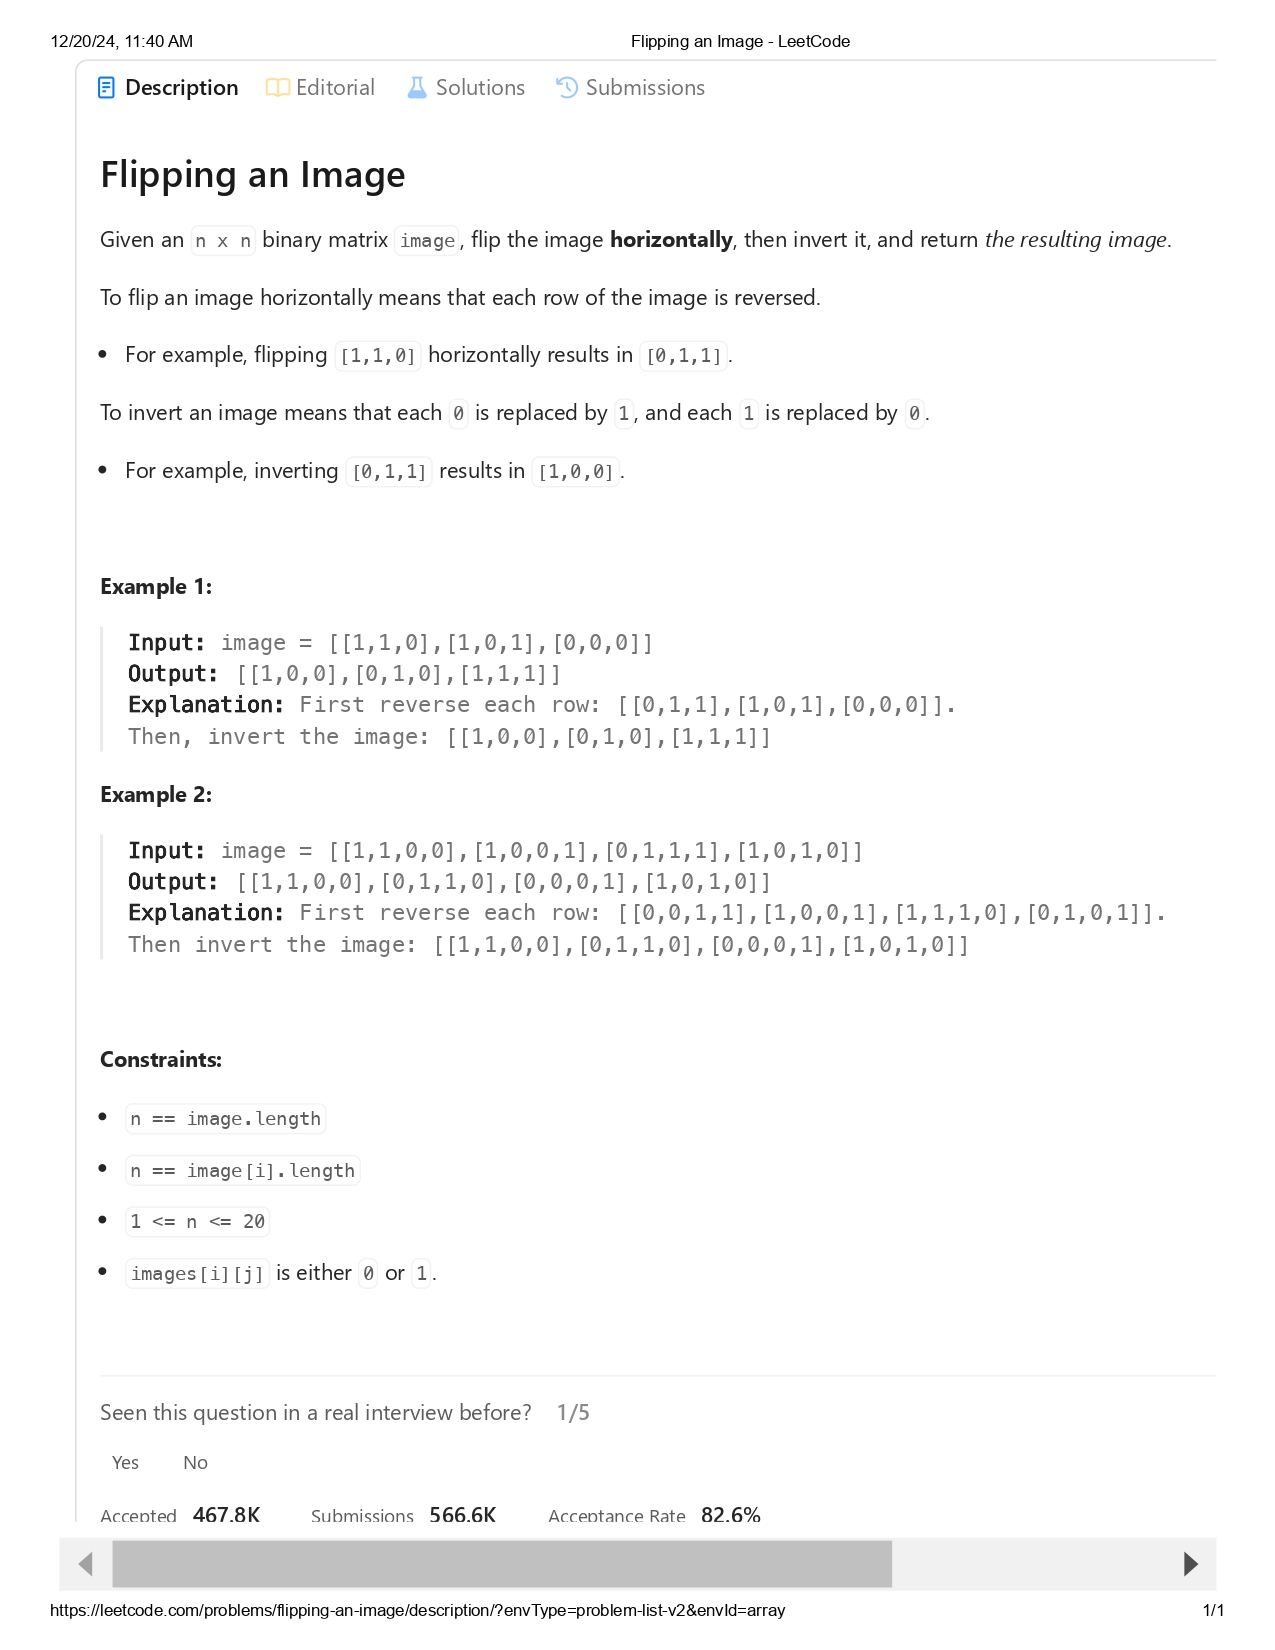 12/20/24, 11:40 AM Flipping an Image - LeetCode
Description Editorial Solutions Submissions
Flipping an Image
Given an n x n binary matrix image, flip the image horizontally, then invert it, and return the resulting image.
To flip an image horizontally means that each row of the image is reversed.
• For example, flipping [1,1,0] horizontally results in [0,1,1].
To invert an image means that each 0 is replaced by 1, and each 1 is replaced by 0.
• For example, inverting [0,1,1] results in [1,0,0].
Example 1:
Input: image = [[1,1,0],[1,0,1],[0,0,0]]
Output: [[1,0,0],[0,1,0],[1,1,1]]
Explanation: First reverse each row: [[0,1,1],[1,0,1],[0,0,0]].
Then, invert the image: [[1,0,0],[0,1,0],[1,1,1]]
Example 2:
Input: image = [[1,1,0,0],[1,0,0,1],[0,1,1,1],[1,0,1,0]]
Output: [[1,1,0,0],[0,1,1,0],[0,0,0,1],[1,0,1,0]]
Explanation: First reverse each row: [[0,0,1,1],[1,0,0,1],[1,1,1,0],[0,1,0,1]].
Then invert the image: [[1,1,0,0],[0,1,1,0],[0,0,0,1],[1,0,1,0]]
Constraints:
• n == image.length
• n == image[i].length
• 1 <= n <= 20
• images[i][j] is either 0 or 1.
Seen this question in a real interview before? 1/5
Yes No
Accepted 467.8K Submissions 566.6K Acceptance Rate 82.6%
https://leetcode.com/problems/flipping-an-image/description/?envType=problem-list-v2&envId=array 1/1